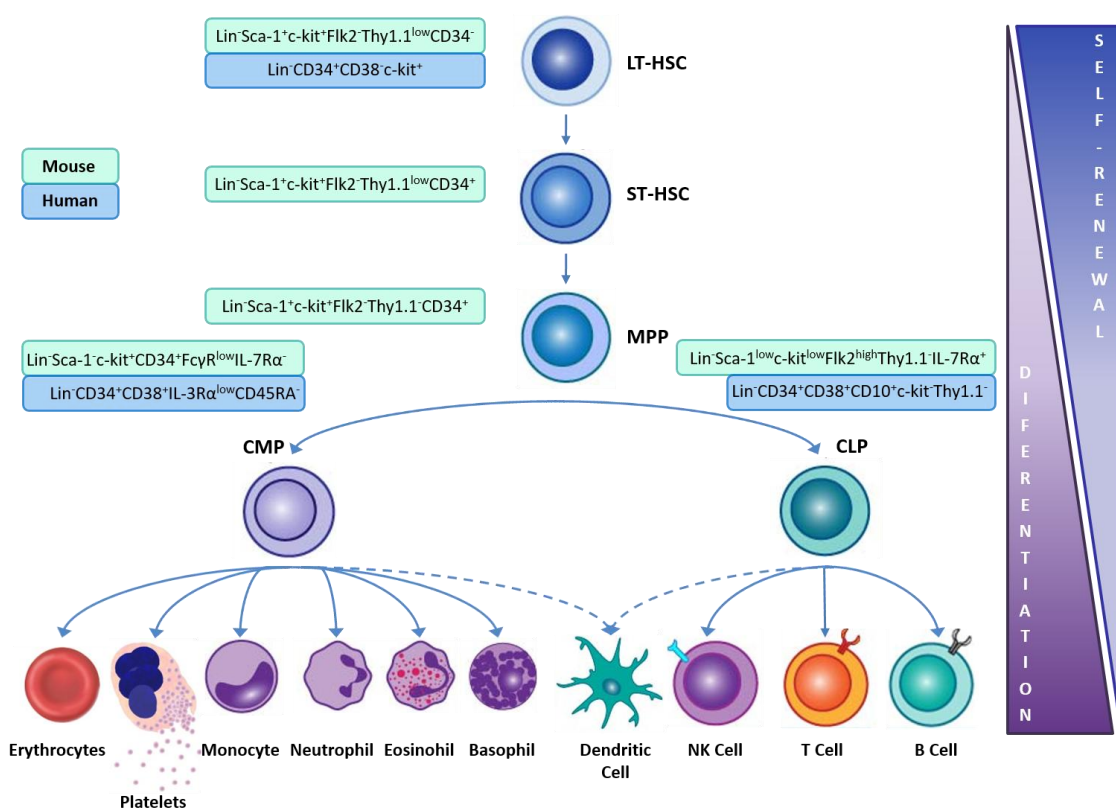 Lin⁻Sca-1⁺c-kit⁺Flk2⁻Thy1.1ˡᵒʷCD34⁻
Lin⁻CD34⁺CD38⁻c-kit⁺
LT-HSC
Mouse
Human
Lin⁻Sca-1⁺c-kit⁺Flk2⁻Thy1.1ˡᵒʷCD34⁺
ST-HSC
Lin⁻Sca-1⁺c-kit⁺Flk2⁻Thy1.1⁻CD34⁺
MPP
Lin⁻Sca-1⁻c-kit⁺CD34⁺FcγRˡᵒʷIL-7Rα⁻
Lin⁻CD34⁺CD38⁺IL-3RαˡᵒʷCD45RA⁻
Lin⁻Sca-1ˡᵒʷc-kitˡᵒʷFlk2ʰⁱᵍʰThy1.1⁻IL-7Rα⁺
Lin⁻CD34⁺CD38⁺CD10⁺c-kit⁻Thy1.1⁻
CMP
CLP
Erythrocytes
Platelets
Monocyte
Neutrophil
Eosinohil
Basophil
Dendritic
Cell
NK Cell
T Cell
B Cell
SELF-RENEWAL
DIFERENTIATION